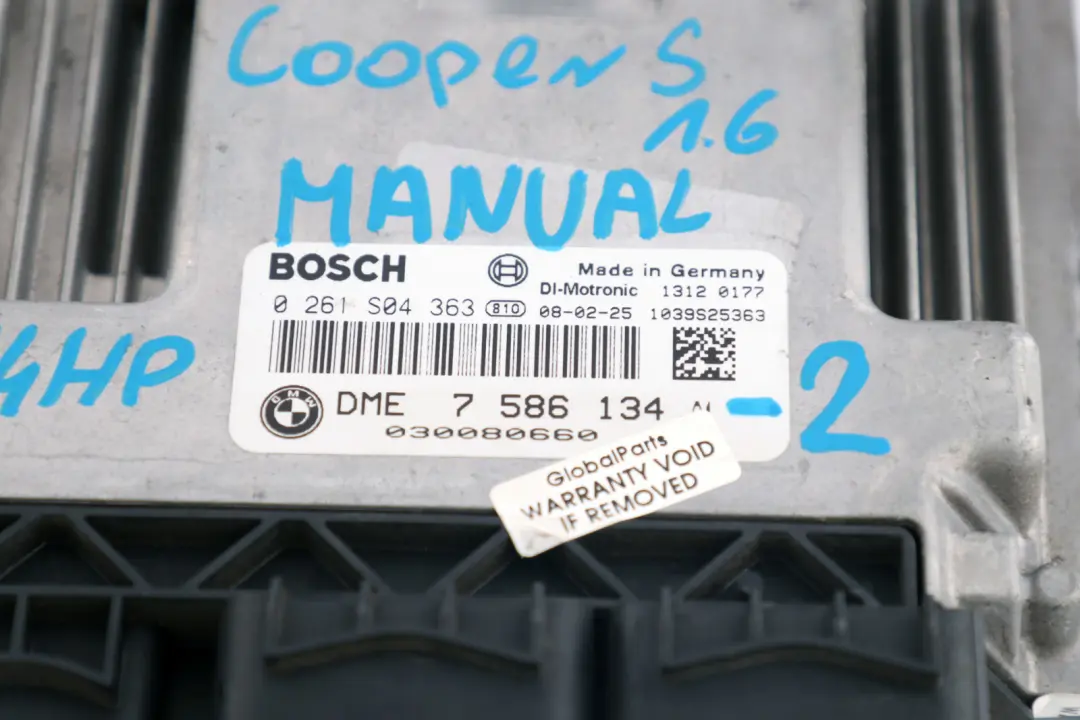 Cooper S
1.6
MANUAL
BOSCH
Made in Germany
DI-Motronic 1312 0177
0 261 S04 363 810 08-02-25 1039S25363
4HP
BMW
DME 7 586 134
- 2
030080660
GlobalParts
WARRANTY VOID
IF REMOVED